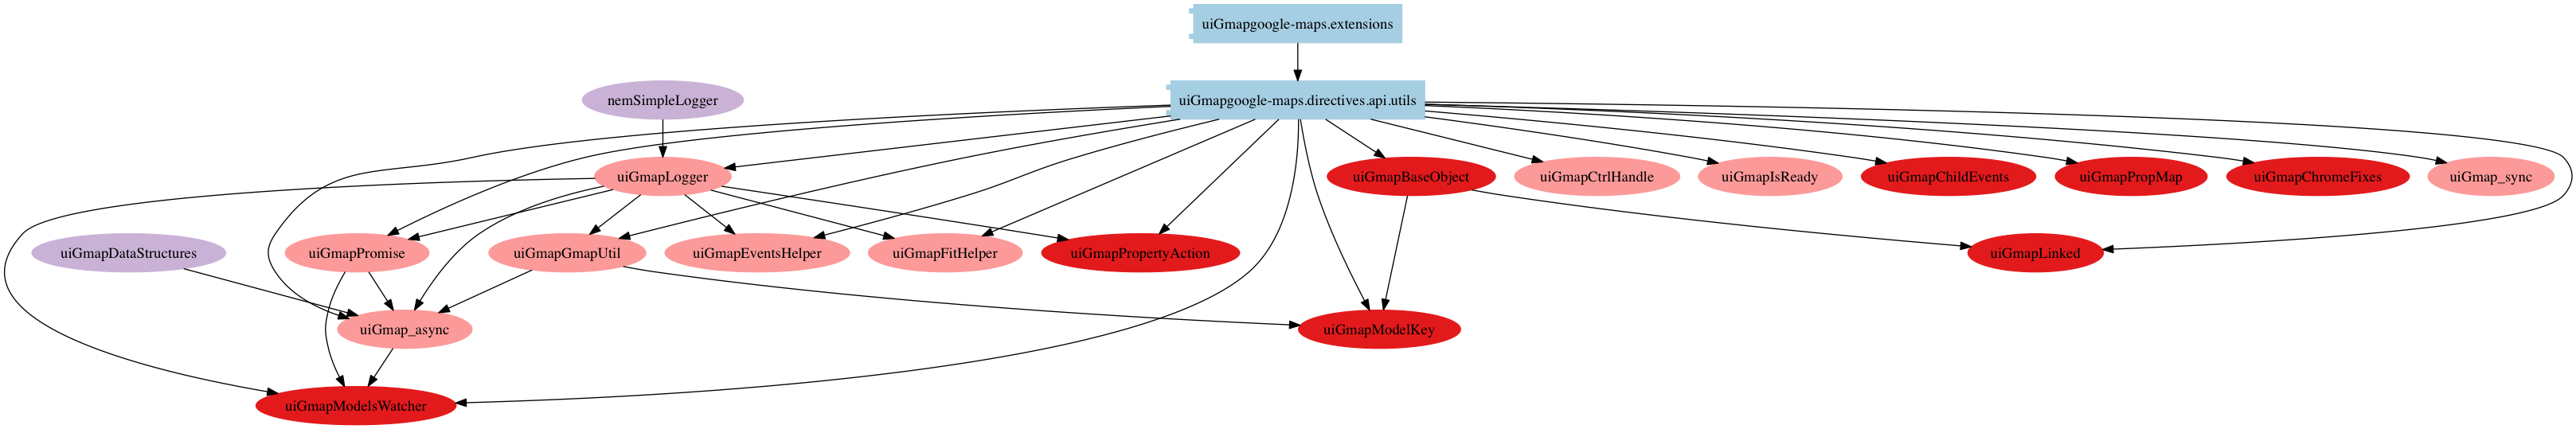 uiGmapgoogle-maps.extensions
nemSimpleLogger
uiGmapgoogle-maps.directives.api.utils
uiGmapLogger
uiGmapBaseObject
uiGmapCtrlHandle
uiGmapIsReady
uiGmapChildEvents
uiGmapPropMap
uiGmapChromeFixes
uiGmap_sync
uiGmapDataStructures
uiGmapPromise
uiGmapGmapUtil
uiGmapEventsHelper
uiGmapFitHelper
uiGmapPropertyAction
uiGmapLinked
uiGmap_async
uiGmapModelKey
uiGmapModelsWatcher